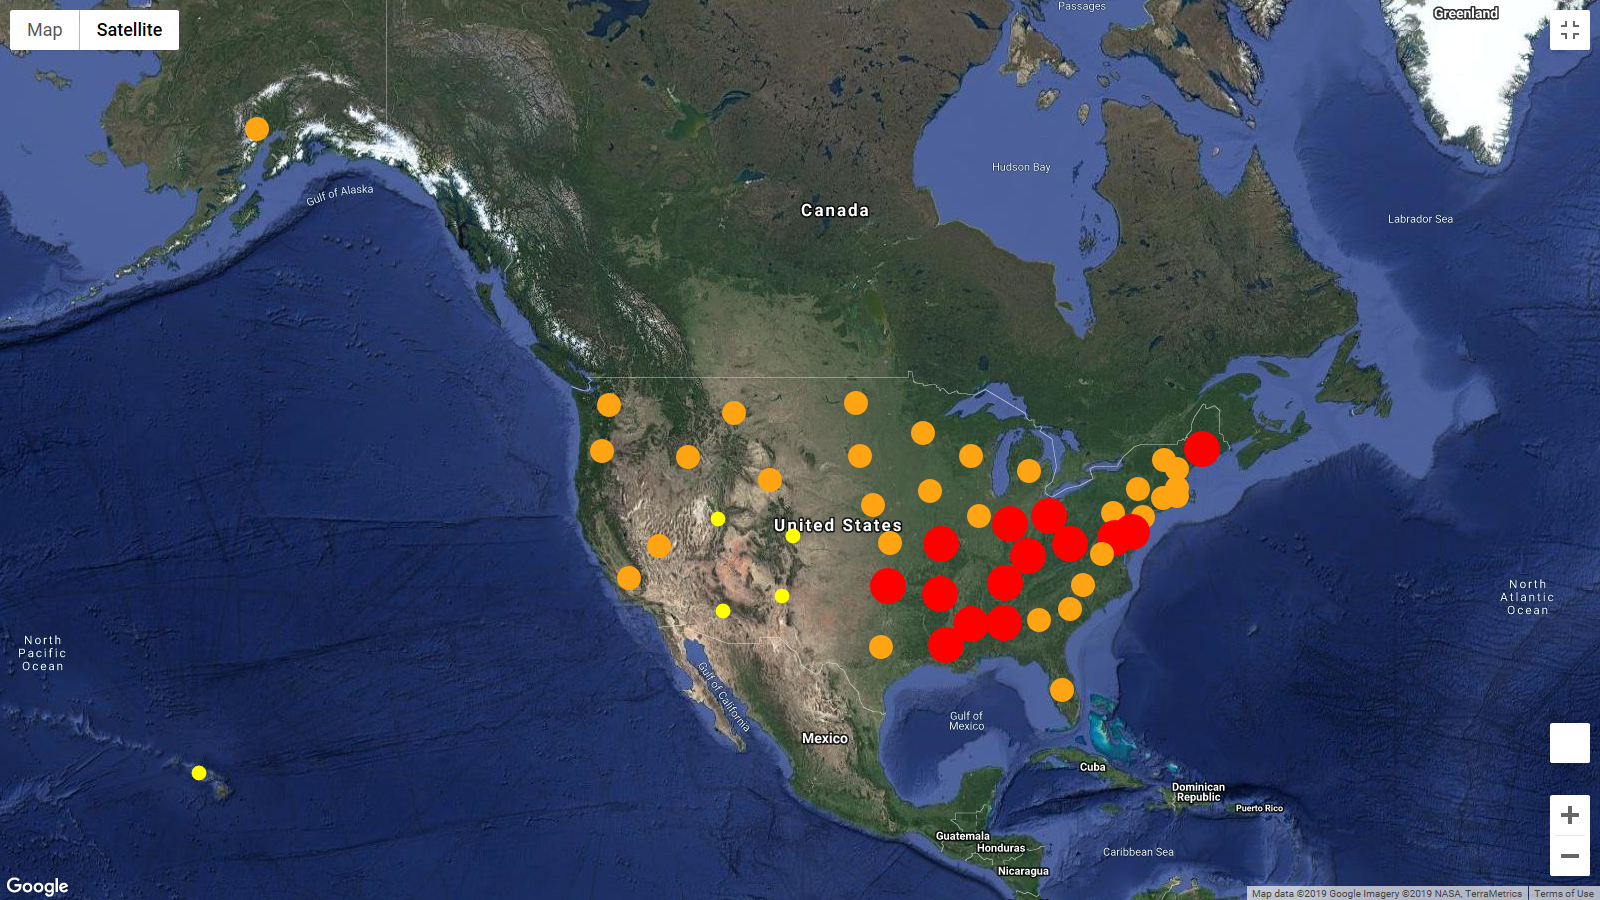 Map
Satellite
Passages
Greenland
Hudson Bay
Gulf of Alaska
Canada
Labrador Sea
United States
North
Atlantic
Ocean
North
Pacific
Ocean
Gulf of California
Gulf of
Mexico
Mexico
Cuba
Dominican
Republic
Puerto Rico
Guatemala
Honduras
Caribbean Sea
Nicaragua
Google
Map data ©2019 Google Imagery ©2019 NASA, TerraMetrics
Terms of Use